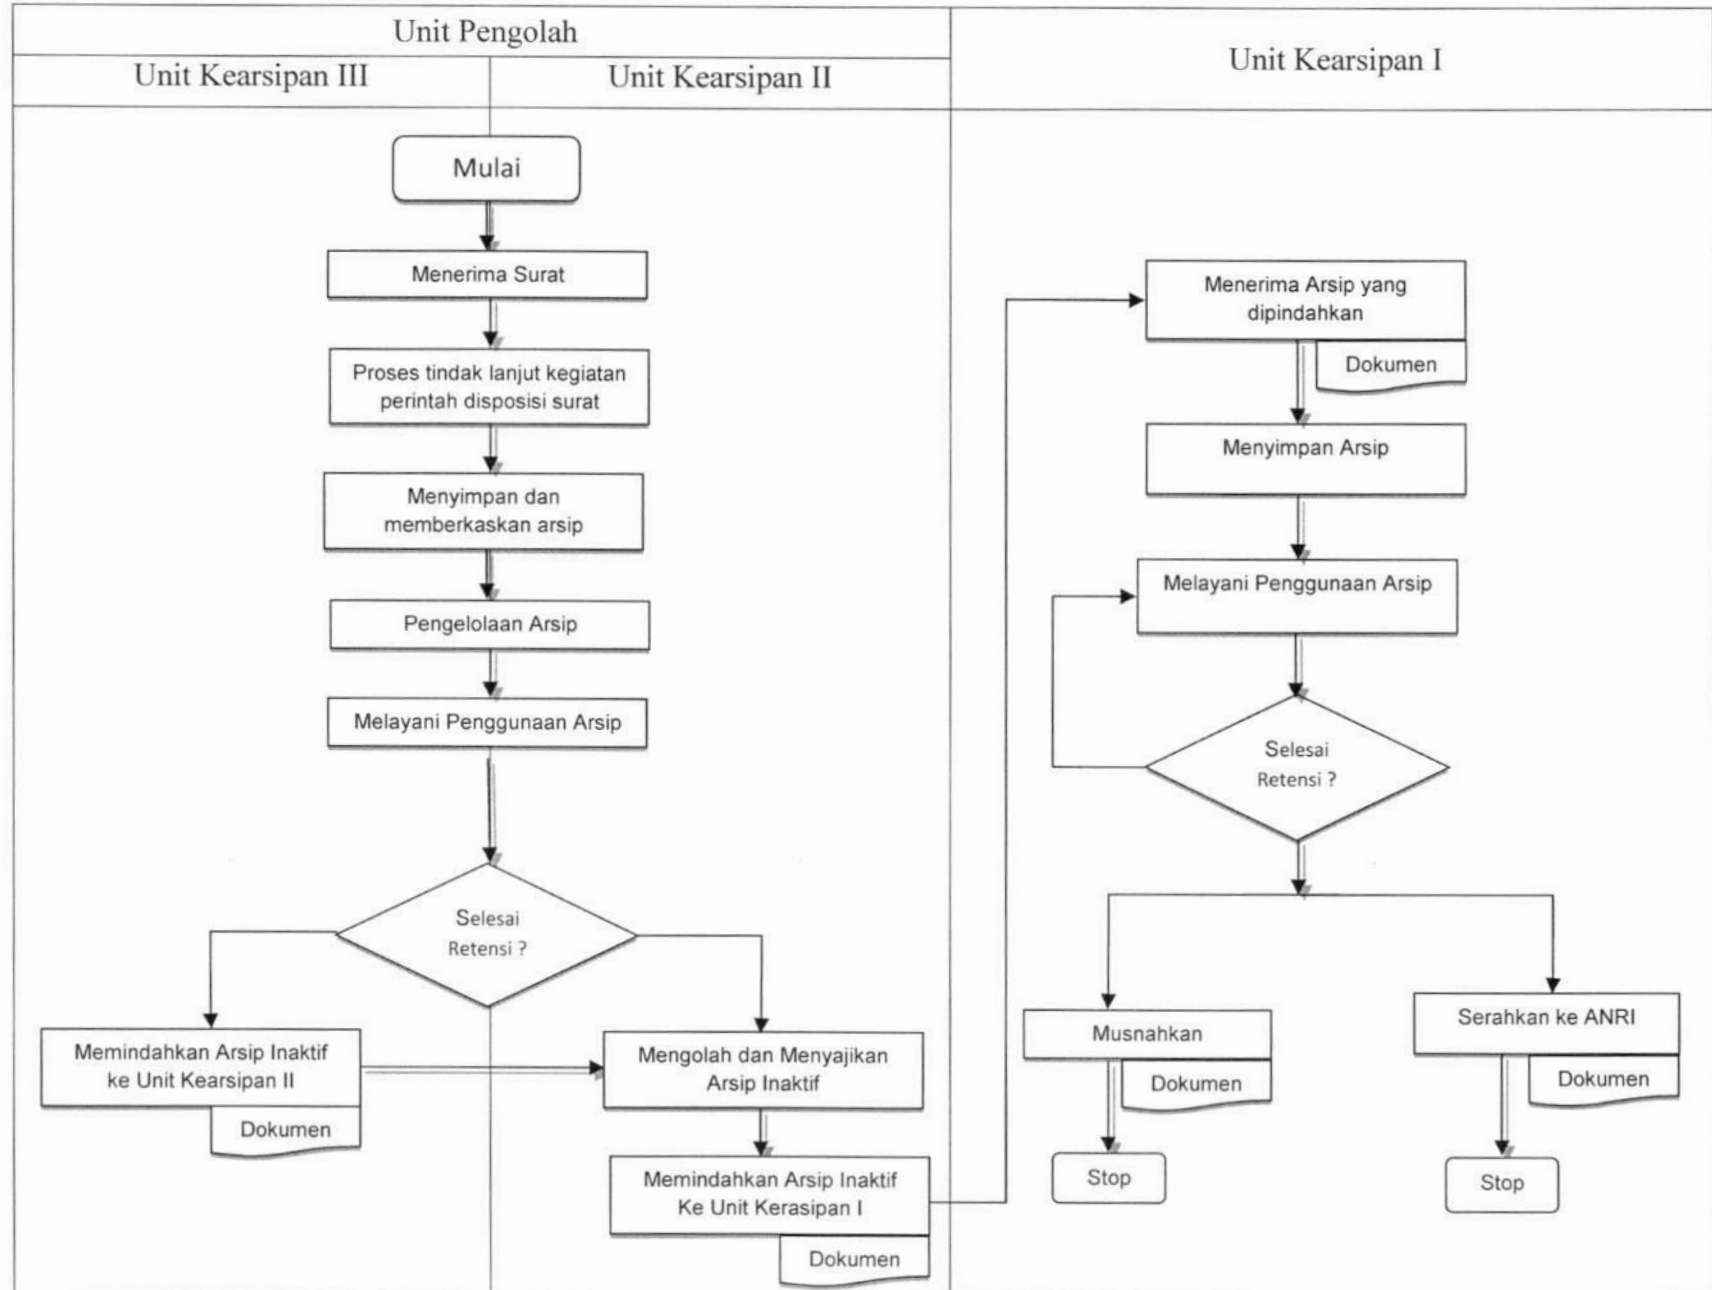 Unit Pengolah
Unit Kearsipan III
Unit Kearsipan II
Unit Kearsipan I
Mulai
Menerima Surat
Proses tindak lanjut kegiatan
perintah disposisi surat
Menyimpan dan
memberkaskan arsip
Pengelolaan Arsip
Melayani Penggunaan Arsip
Selesai
Retensi ?
Memindahkan Arsip Inaktif
ke Unit Kearsipan II
Dokumen
Mengolah dan Menyajikan
Arsip Inaktif
Memindahkan Arsip Inaktif
Ke Unit Kerasipan I
Dokumen
Menerima Arsip yang
dipindahkan
Dokumen
Menyimpan Arsip
Melayani Penggunaan Arsip
Selesai
Retensi ?
Musnahkan
Dokumen
Stop
Serahkan ke ANRI
Dokumen
Stop